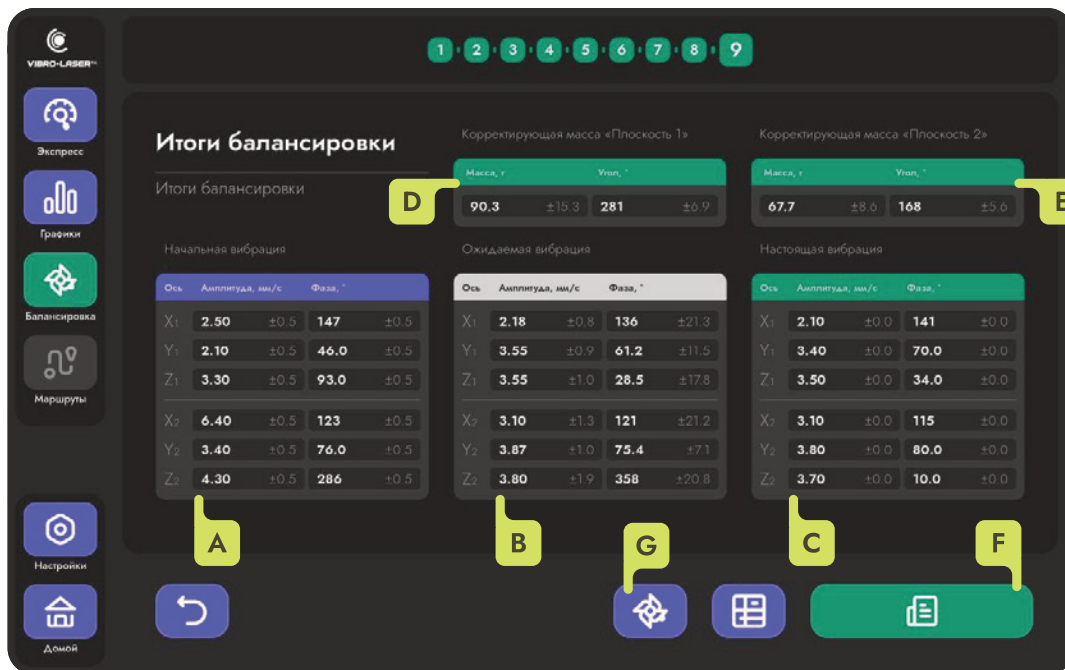 VIBRO-LASER™
1 2 3 4 5 6 7 8 9
Экспресс
Графики
Балансировка
Маршруты
Настройки
Домой
Итоги балансировки
Итоги балансировки
Корректирующая масса «Плоскость 1»
Масса, г Угол, °
90.3 ±15.3 281 ±6.9
D
Корректирующая масса «Плоскость 2»
Масса, г Угол, °
67.7 ±8.6 168 ±5.6
E
Начальная вибрация
Ось Амплитуда, мм/с Фаза, °
X1 2.50 ±0.5 147 ±0.5
Y1 2.10 ±0.5 46.0 ±0.5
Z1 3.30 ±0.5 93.0 ±0.5
X2 6.40 ±0.5 123 ±0.5
Y2 3.40 ±0.5 76.0 ±0.5
Z2 4.30 ±0.5 286 ±0.5
A
Ожидаемая вибрация
Ось Амплитуда, мм/с Фаза, °
X1 2.18 ±0.8 136 ±21.3
Y1 3.55 ±0.9 61.2 ±11.5
Z1 3.55 ±1.0 28.5 ±17.8
X2 3.10 ±1.3 121 ±21.2
Y2 3.87 ±1.0 75.4 ±7.1
Z2 3.80 ±1.9 358 ±20.8
B
Настоящая вибрация
Ось Амплитуда, мм/с Фаза, °
X1 2.10 ±0.0 141 ±0.0
Y1 3.40 ±0.0 70.0 ±0.0
Z1 3.50 ±0.0 34.0 ±0.0
X2 3.10 ±0.0 115 ±0.0
Y2 3.80 ±0.0 80.0 ±0.0
Z2 3.70 ±0.0 10.0 ±0.0
C
G
F